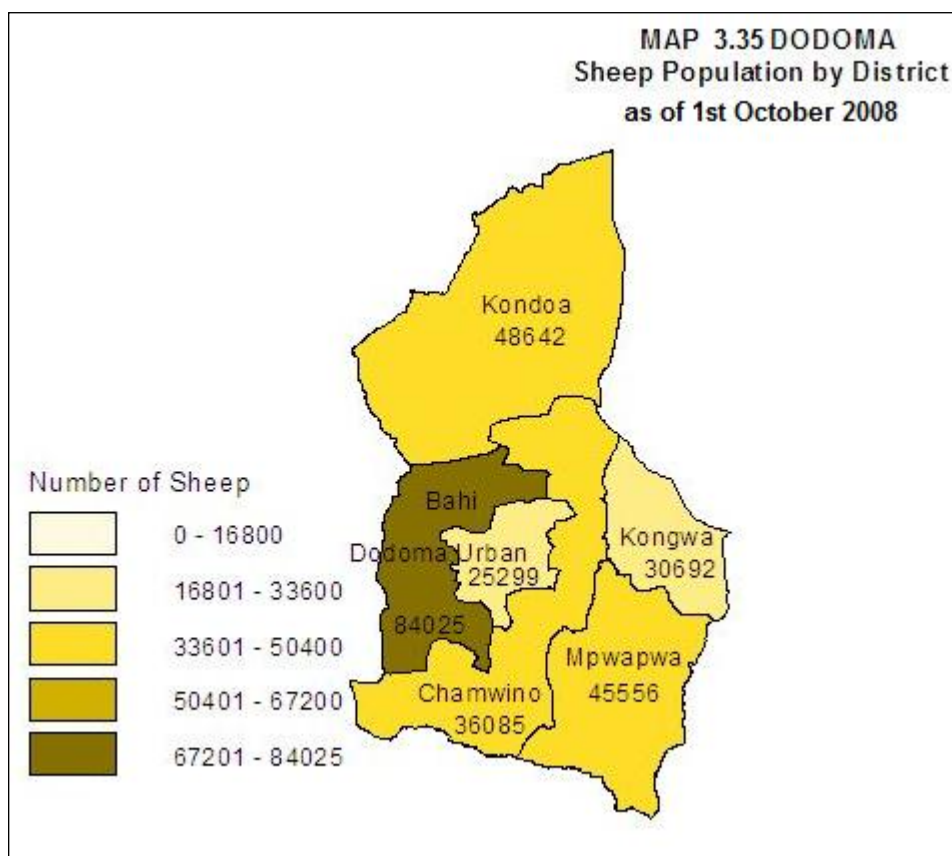 MAP 3.35 DODOMA
Sheep Population by District
as of 1st October 2008
Kondoa
48642
Number of Sheep
0 - 16800
16801 - 33600
33601 - 50400
50401 - 67200
67201 - 84025
Bahi
84025
Dodoma Urban
25299
Kongwa
30692
Mpwapwa
45556
Chamwino
36085